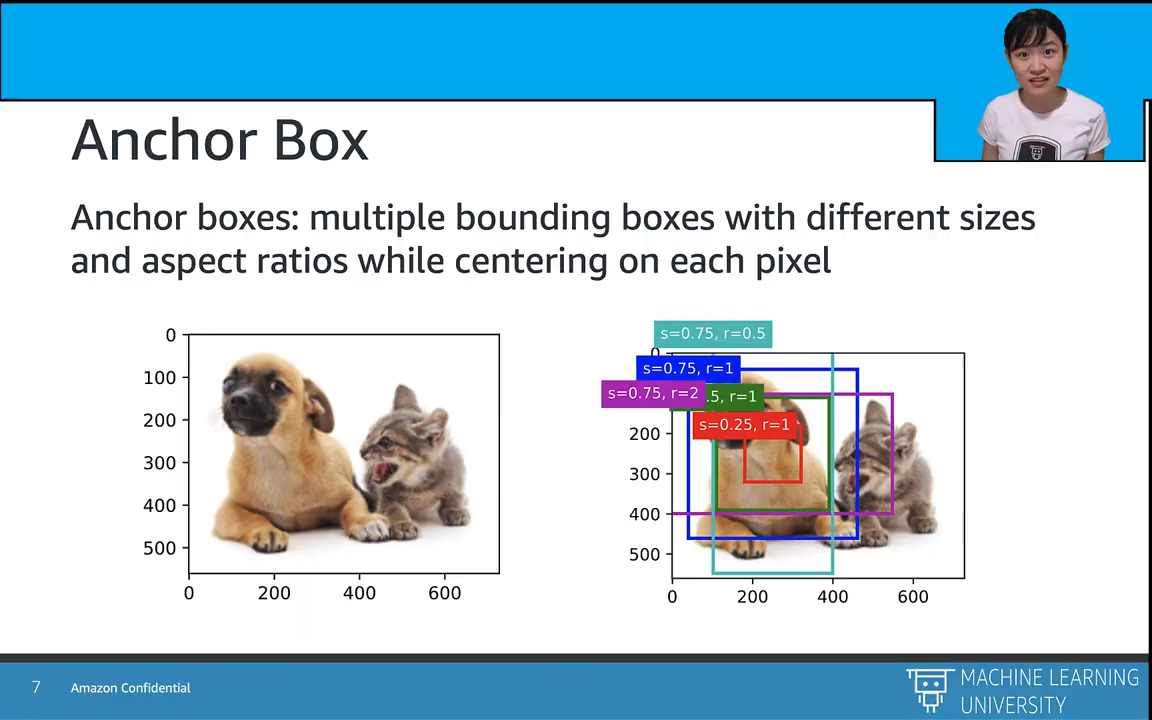 Anchor Box
Anchor boxes: multiple bounding boxes with different sizes
and aspect ratios while centering on each pixel
0
100
200
300
400
500
0 200 400 600
s=0.75, r=0.5
0
s=0.75, r=1
s=0.75, r=2
.5, r=1
s=0.25, r=1
200
300
400
500
0 200 400 600
7 Amazon Confidential
MACHINE LEARNING
UNIVERSITY